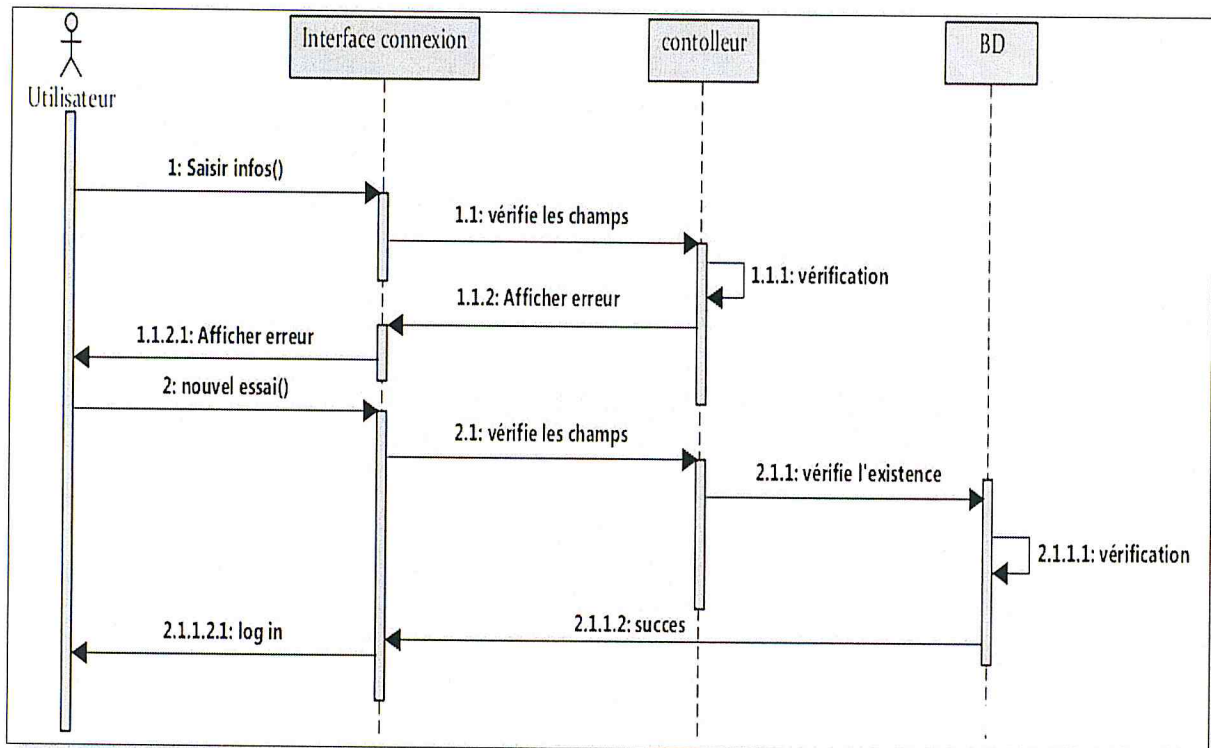 Interface connexion
contolleur
BD
Utilisateur
1: Saisir infos()
1.1: vérifie les champs
1.1.1: vérification
1.1.2: Afficher erreur
1.1.2.1: Afficher erreur
2: nouvel essai()
2.1: vérifie les champs
2.1.1: vérifie l'existence
2.1.1.1: vérification
2.1.1.2: succes
2.1.1.2.1: log in